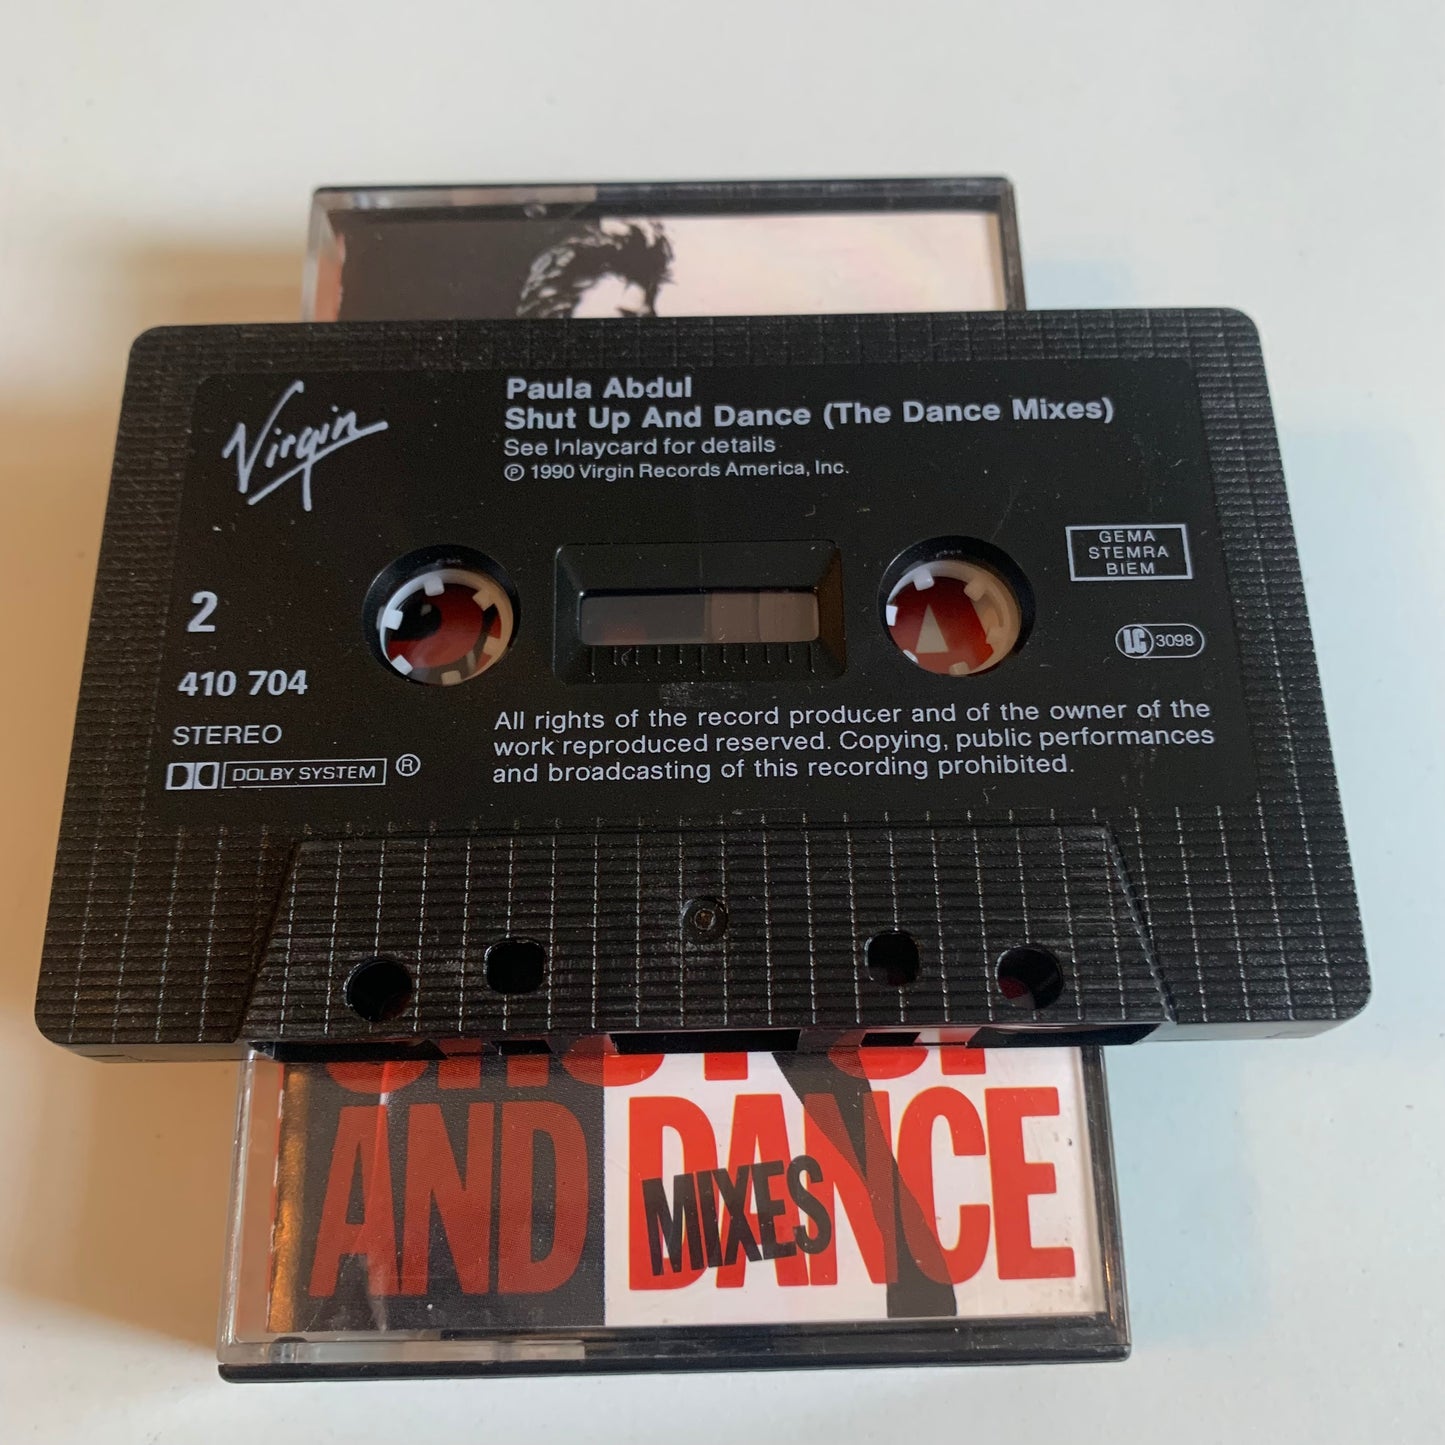 Virgin
Paula Abdul
Shut Up And Dance (The Dance Mixes)
See Inlaycard for details
℗ 1990 Virgin Records America, Inc.
GEMA
STEMRA
BIEM
2
LC 3098
410 704
STEREO
DOLBY SYSTEM ®
All rights of the record producer and of the owner of the
work reproduced reserved. Copying, public performances
and broadcasting of this recording prohibited.
AND DANCE
MIXES